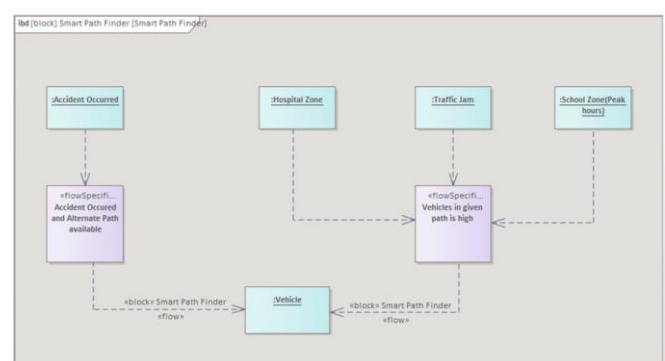 ibd [block] Smart Path Finder [Smart Path Finder]
:Accident Occurred
:Hospital Zone
:Traffic Jam
:School Zone(Peak
hours)
«flowSpecifi...
Accident Occured
and Alternate Path
available
«flowSpecifi...
Vehicles in given
path is high
«block» Smart Path Finder
«flow»
:Vehicle
«block» Smart Path Finder
«flow»